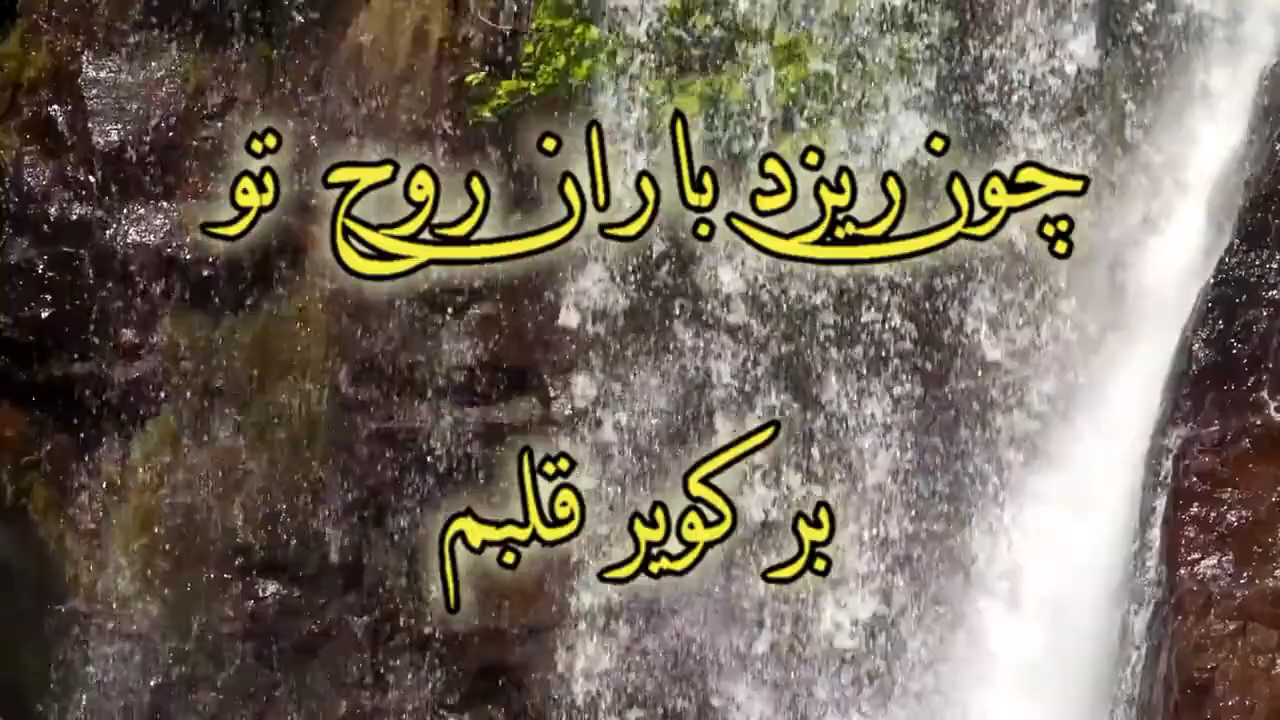 چون ریزد باران روح تو
بر کویر قلبم